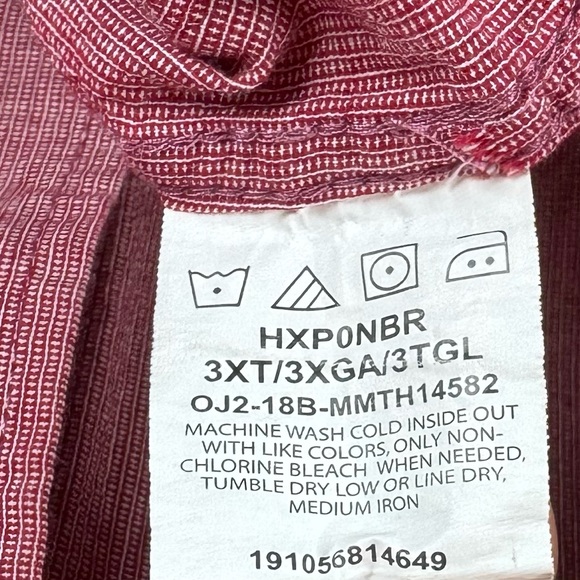 HXP0NBR
3XT/3XGA/3TGL
OJ2-18B-MMTH14582
MACHINE WASH COLD INSIDE OUT
WITH LIKE COLORS, ONLY NON-
CHLORINE BLEACH WHEN NEEDED,
TUMBLE DRY LOW OR LINE DRY,
MEDIUM IRON
191056814649